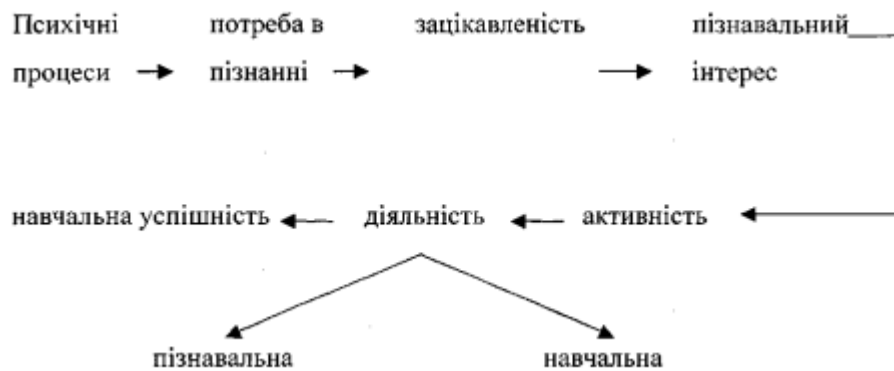 Психічні потреба в зацікавленість пізнавальний
процеси пізнанні інтерес
навчальна успішність діяльність активність
пізнавальна навчальна